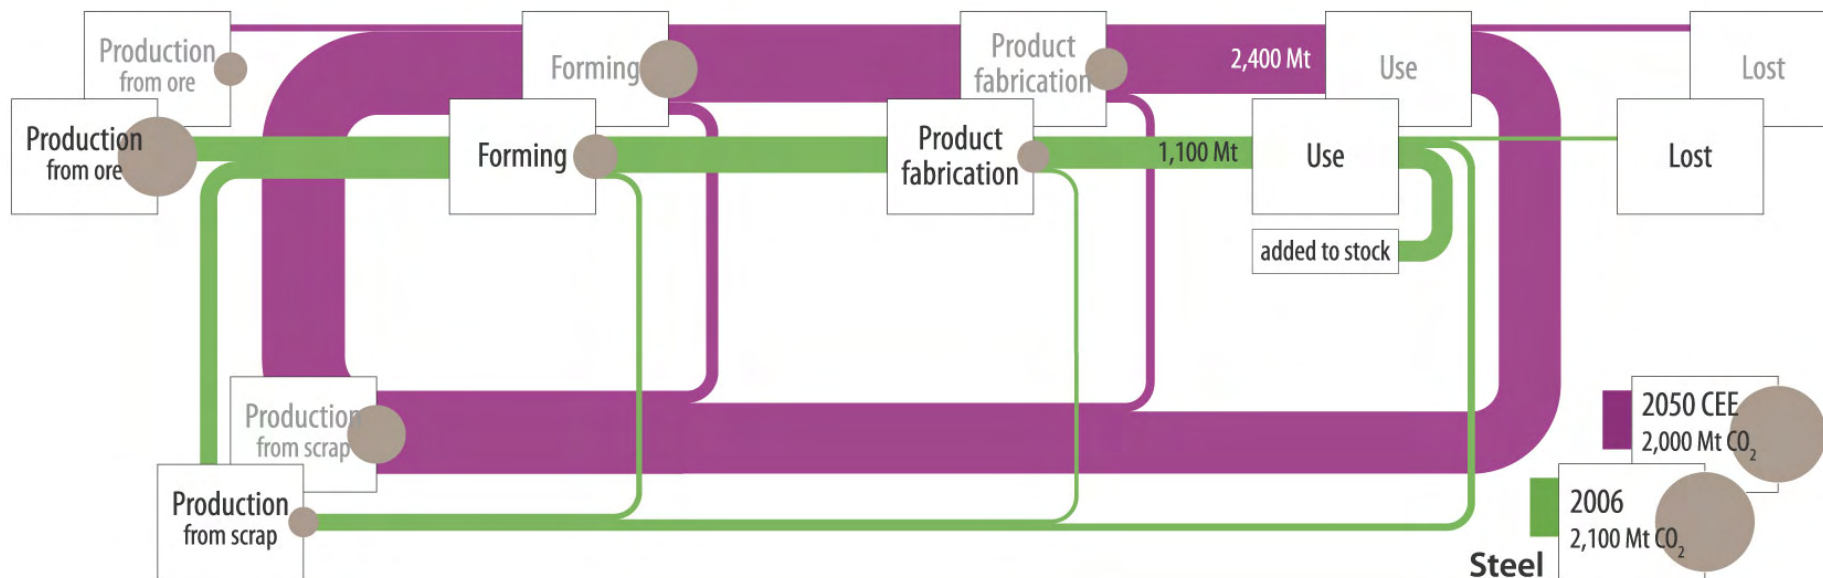 Production
from ore
Forming
Product
fabrication
2,400 Mt
Use
Lost
Production
from ore
Forming
Product
fabrication
1,100 Mt
Use
Lost
added to stock
Production
from scrap
Production
from scrap
2050 CEE
2,000 Mt CO₂
2006
2,100 Mt CO₂
Steel